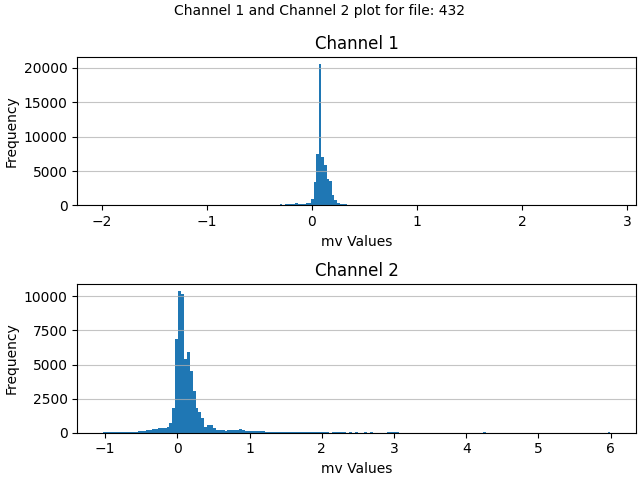 Channel 1 and Channel 2 plot for file: 432
Channel 1
20000
15000
10000
5000
0
Frequency
−2 −1 0 1 2 3
mv Values
Channel 2
10000
7500
5000
2500
0
Frequency
−1 0 1 2 3 4 5 6
mv Values